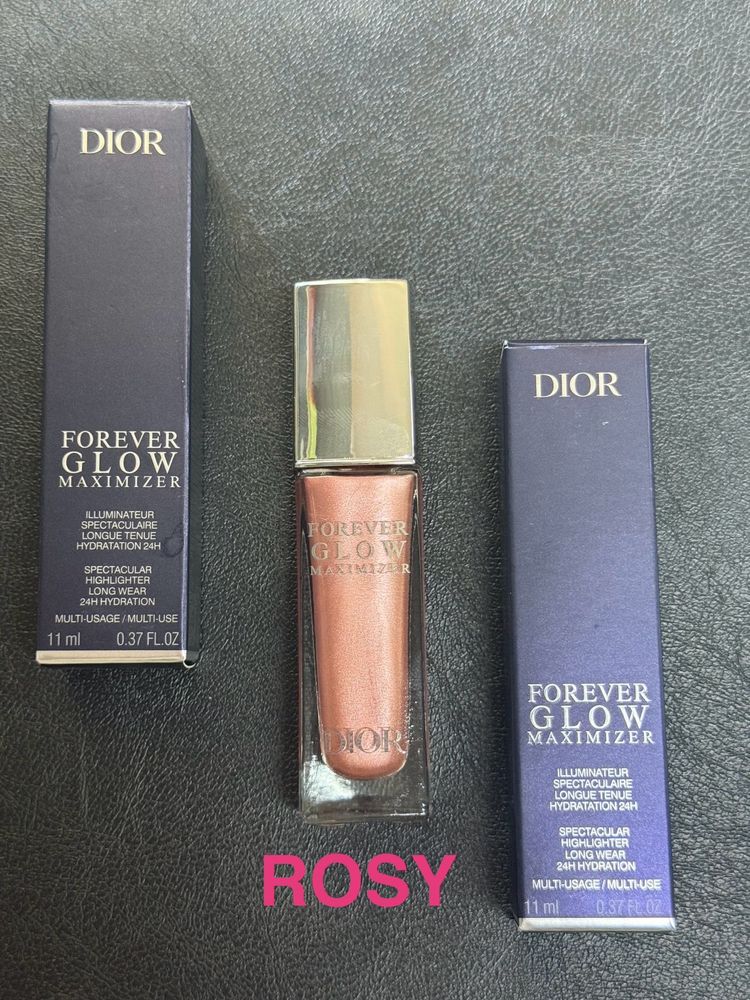 DIOR
FOREVER
GLOW
MAXIMIZER
ILLUMINATEUR
SPECTACULAIRE
LONGUE TENUE
HYDRATATION 24H
SPECTACULAR
HIGHLIGHTER
LONG WEAR
24H HYDRATION
MULTI-USAGE / MULTI-USE
11 ml 0.37 FL.OZ
FOREVER
GLOW
MAXIMIZER
DIOR
DIOR
FOREVER
GLOW
MAXIMIZER
ILLUMINATEUR
SPECTACULAIRE
LONGUE TENUE
HYDRATATION 24H
SPECTACULAR
HIGHLIGHTER
LONG WEAR
24H HYDRATION
MULTI-USAGE / MULTI-USE
11 ml 0.37 FL.OZ
ROSY